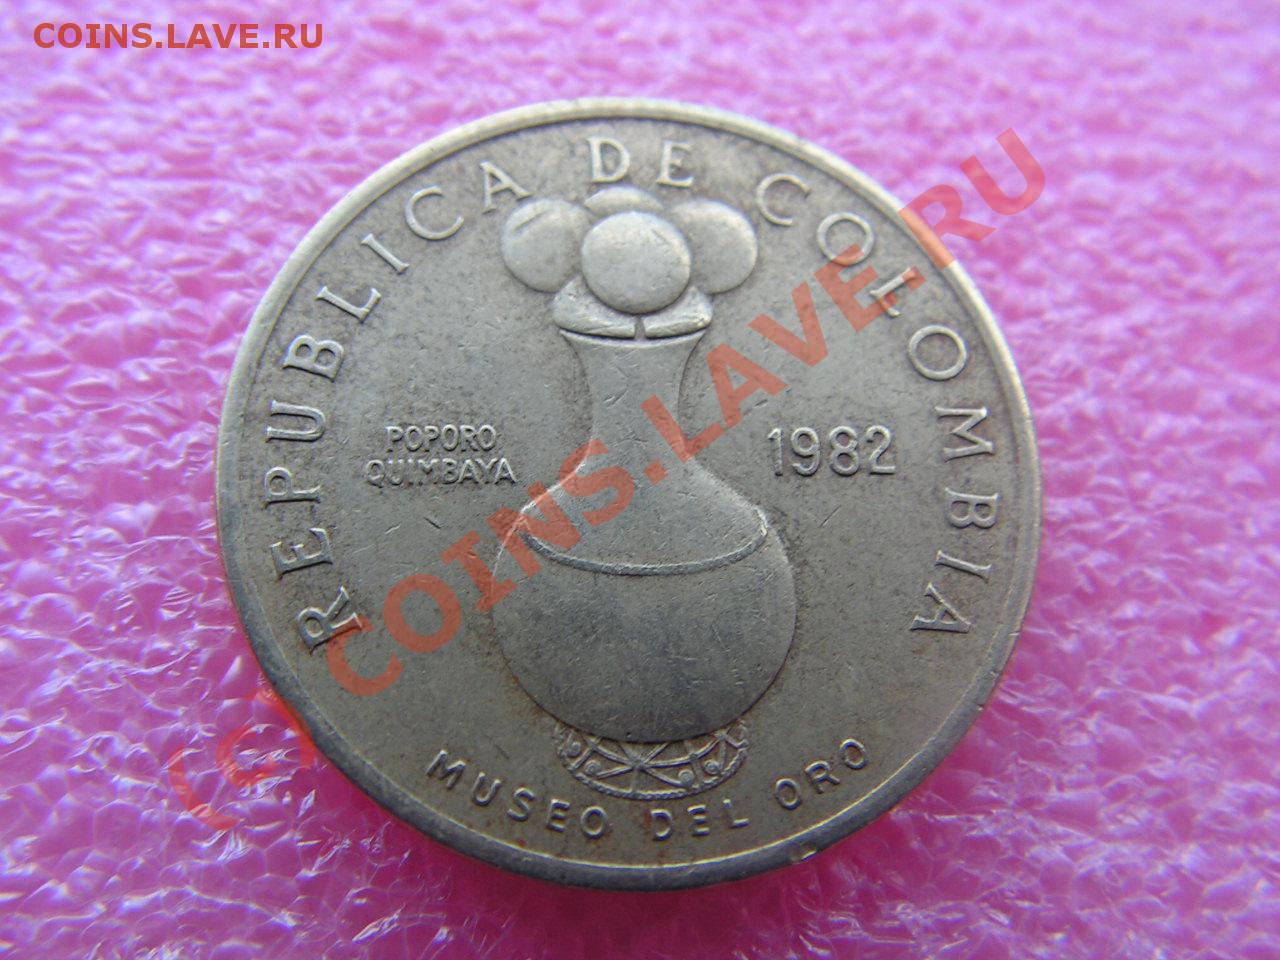 COINS.LAVE.RU
REPUBLICA DE COLOMBIA
POPORO
QUIMBAYA
1982
MUSEO DEL ORO
(c) COINS.LAVE.RU